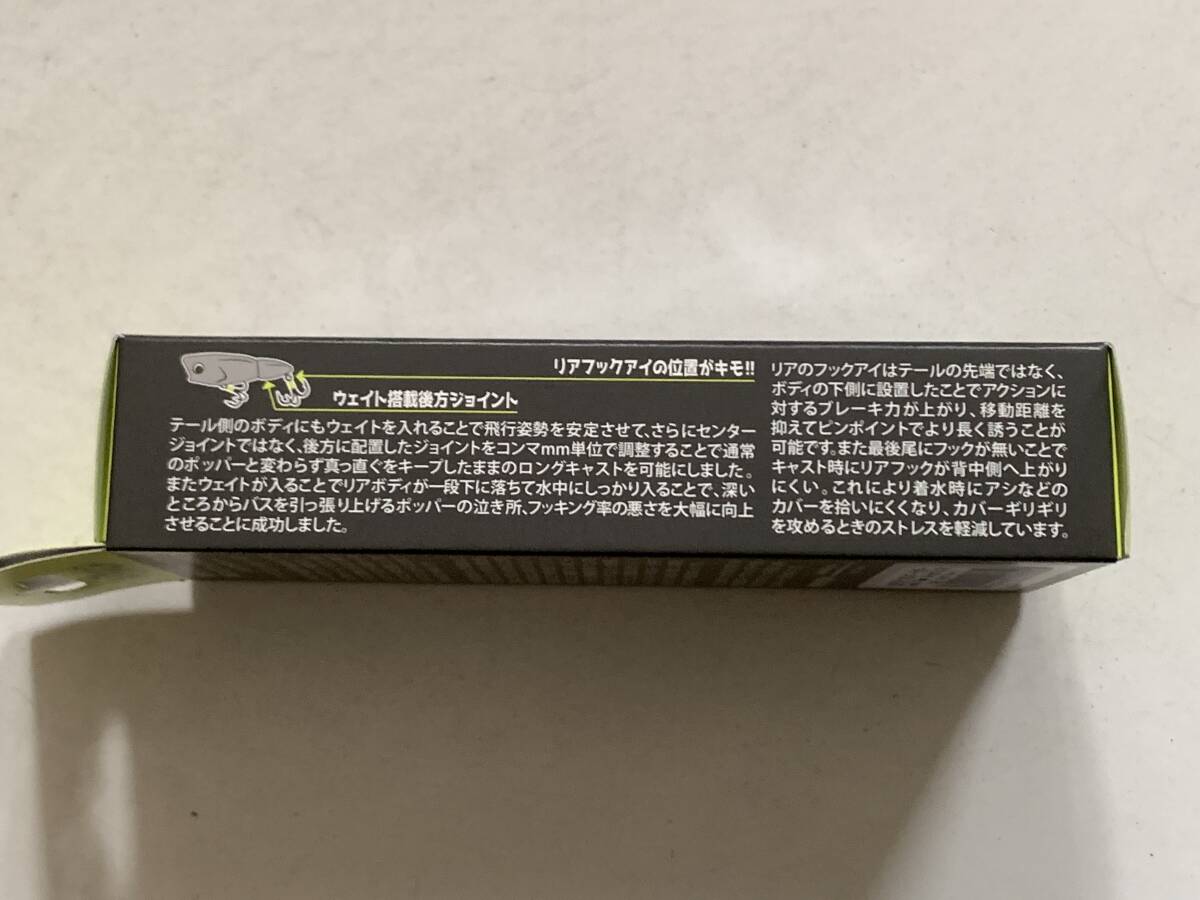 リアフックアイの位置がキモ!!
ウェイト搭載後方ジョイント
テール側のボディにもウェイトを入れることで飛行姿勢を安定させて、さらにセンター
ジョイントではなく、後方に配置したジョイントをコンマmm単位で調整することで通常
のポッパーと変わらず真っ直ぐをキープしたままのロングキャストを可能にしました。
またウェイトが入ることでリアボディが一段下に落ちて水中にしっかり入ることで、深い
ところからバスを引っ張り上げるポッパーの泣き所、フッキング率の悪さを大幅に向上
させることに成功しました。
リアのフックアイはテールの先端ではなく、
ボディの下側に設置したことでアクションに
対するブレーキ力が上がり、移動距離を
抑えてピンポイントでより長く誘うことが
可能です。また最後尾にフックが無いことで
キャスト時にリアフックが背中側へ上がり
にくい。これにより着水時にアシなどの
カバーを拾いにくくなり、カバーギリギリ
を攻めるときのストレスを軽減しています。